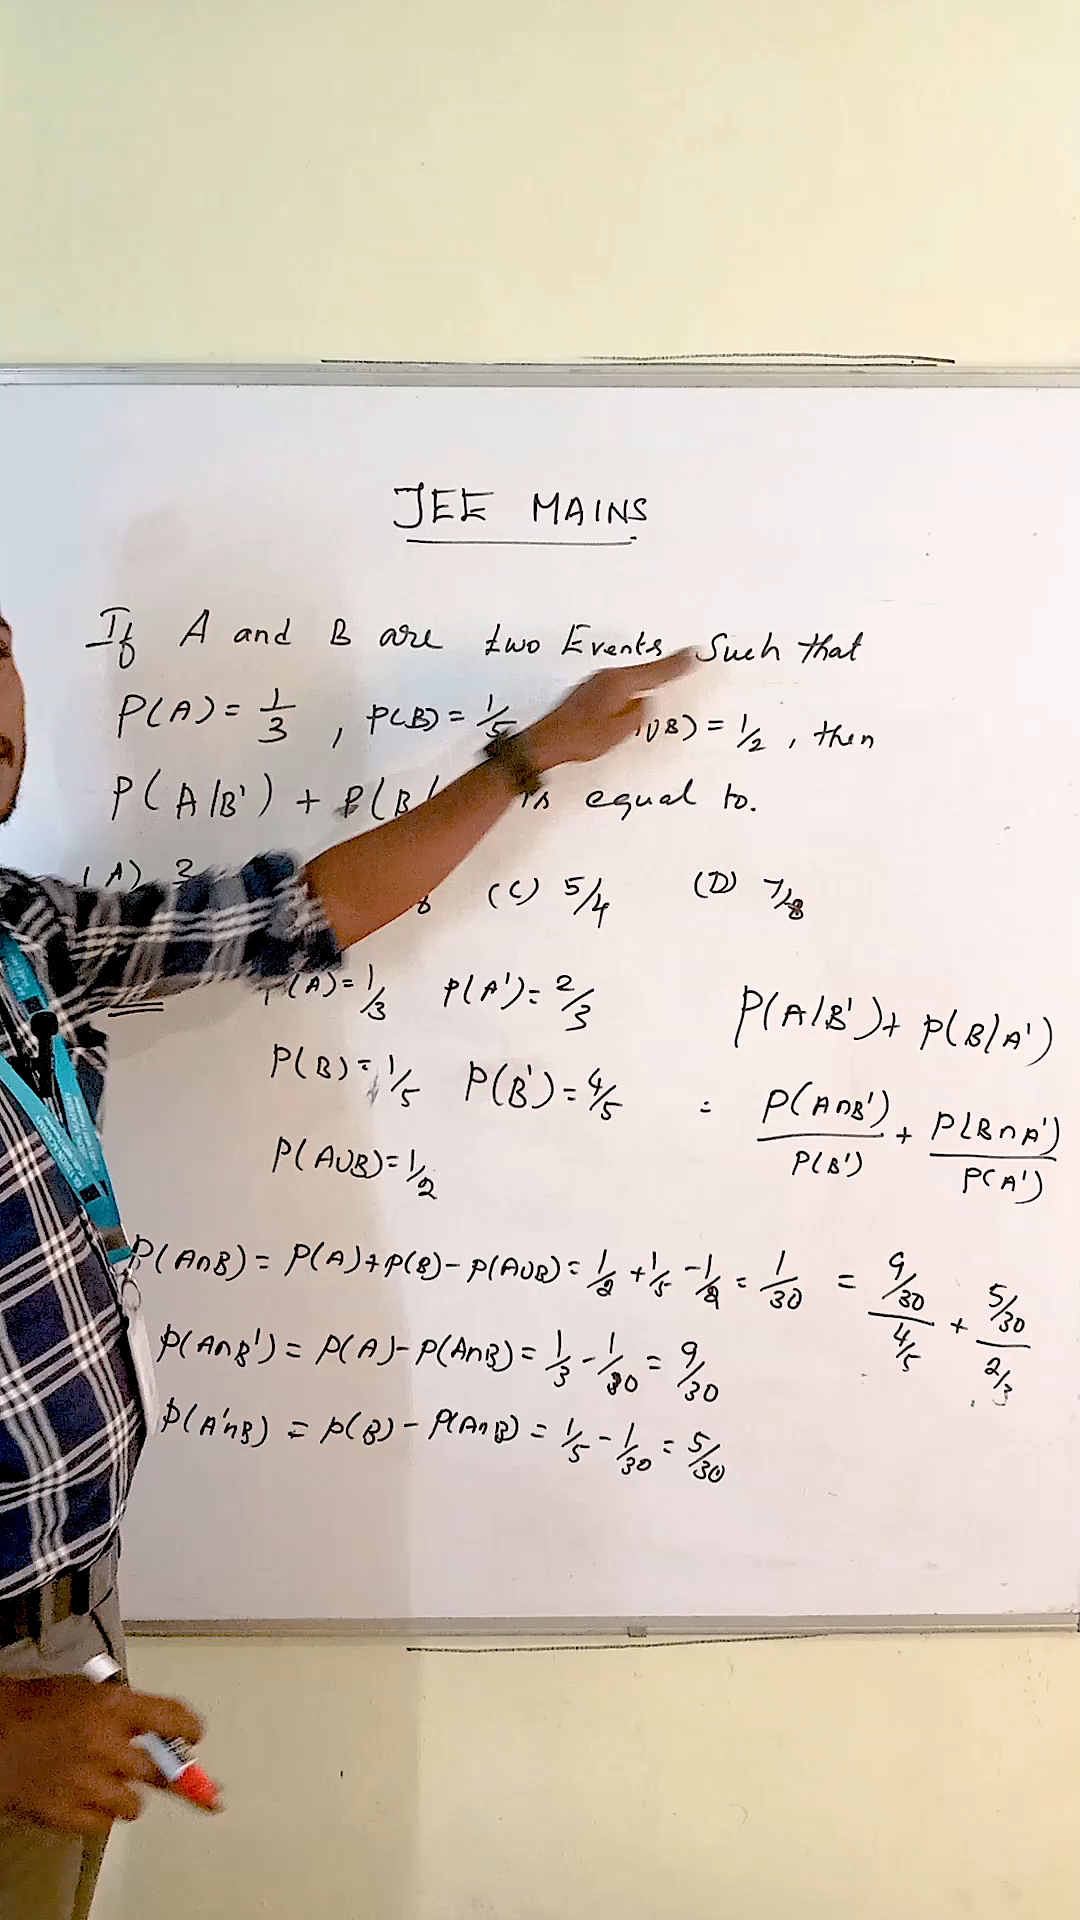 JEE MAINS
If A and B are two Events Such that
P(A) = 1/3 , P(B) = 1/5 ∪B) = 1/2 , then
P(A|B') + P(B| is equal to.
(A) 3 (C) 5/4 (D) 7/8
P(A) = 1/3 P(A') = 2/3
P(B) = 1/5 P(B') = 4/5
P(A∪B) = 1/2
P(A|B') + P(B|A')
= P(A∩B')/P(B') + P(B∩A')/P(A')
P(A∩B) = P(A) + P(B) - P(A∪B) = 1/2 + 1/5 - 1/2 = 1/30
P(A∩B') = P(A) - P(A∩B) = 1/3 - 1/30 = 9/30
P(A'∩B) = P(B) - P(A∩B) = 1/5 - 1/30 = 5/30
= 9/30 / 4/5 + 5/30 / 2/3